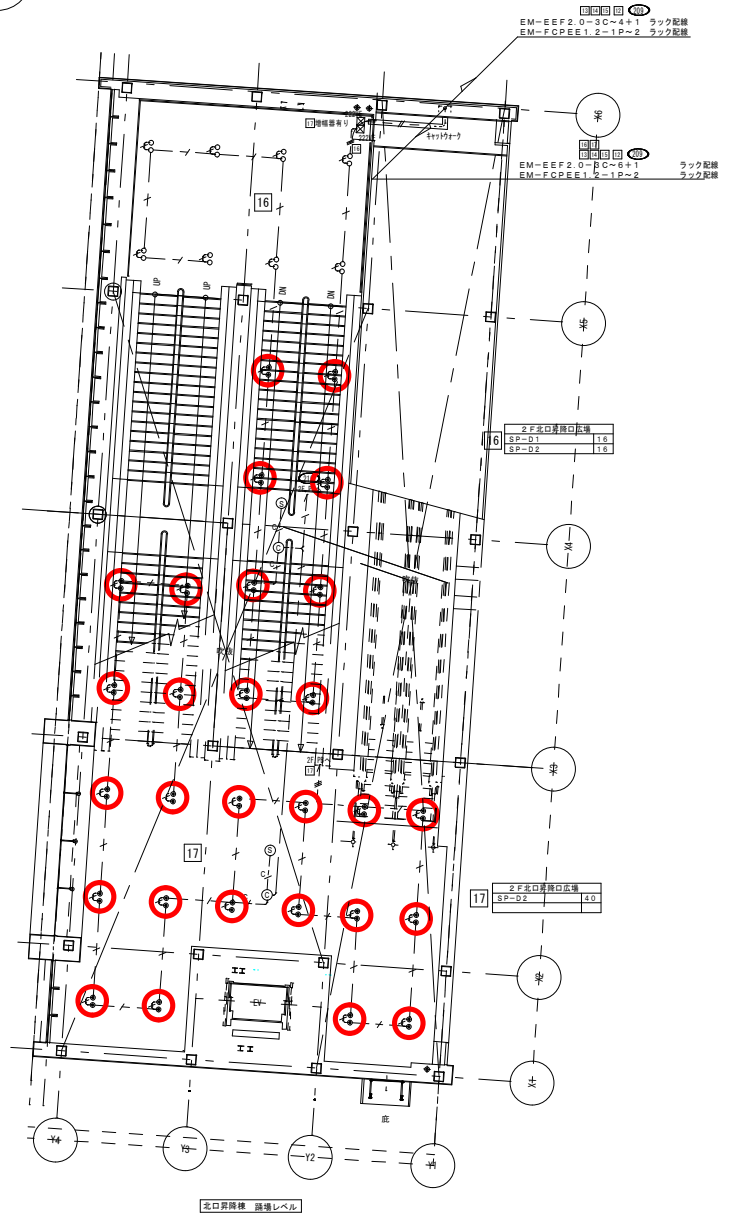 13 14 15 12 209
EM-EEF2.0-3C~4+1 ラック配線
EM-FCPEE1.2-1P~2 ラック配線
X6
17 増幅器有り
キャットウォーク
16
16 17
13 14 15 12 209
EM-EEF2.0-3C~6+1 ラック配線
EM-FCPEE1.2-1P~2 ラック配線
16
UP
UP
DN
DN
X5
16
2F北口昇降口広場
SP-D1 16
SP-D2 16
S
C
C
X4
吹抜
吹抜
X3
17
17
S
C
C
17
2F北口昇降口広場
SP-D2 40
X2
EV
X1
庇
Y4
Y3
Y2
Y1
北口昇降棟 踊場レベル